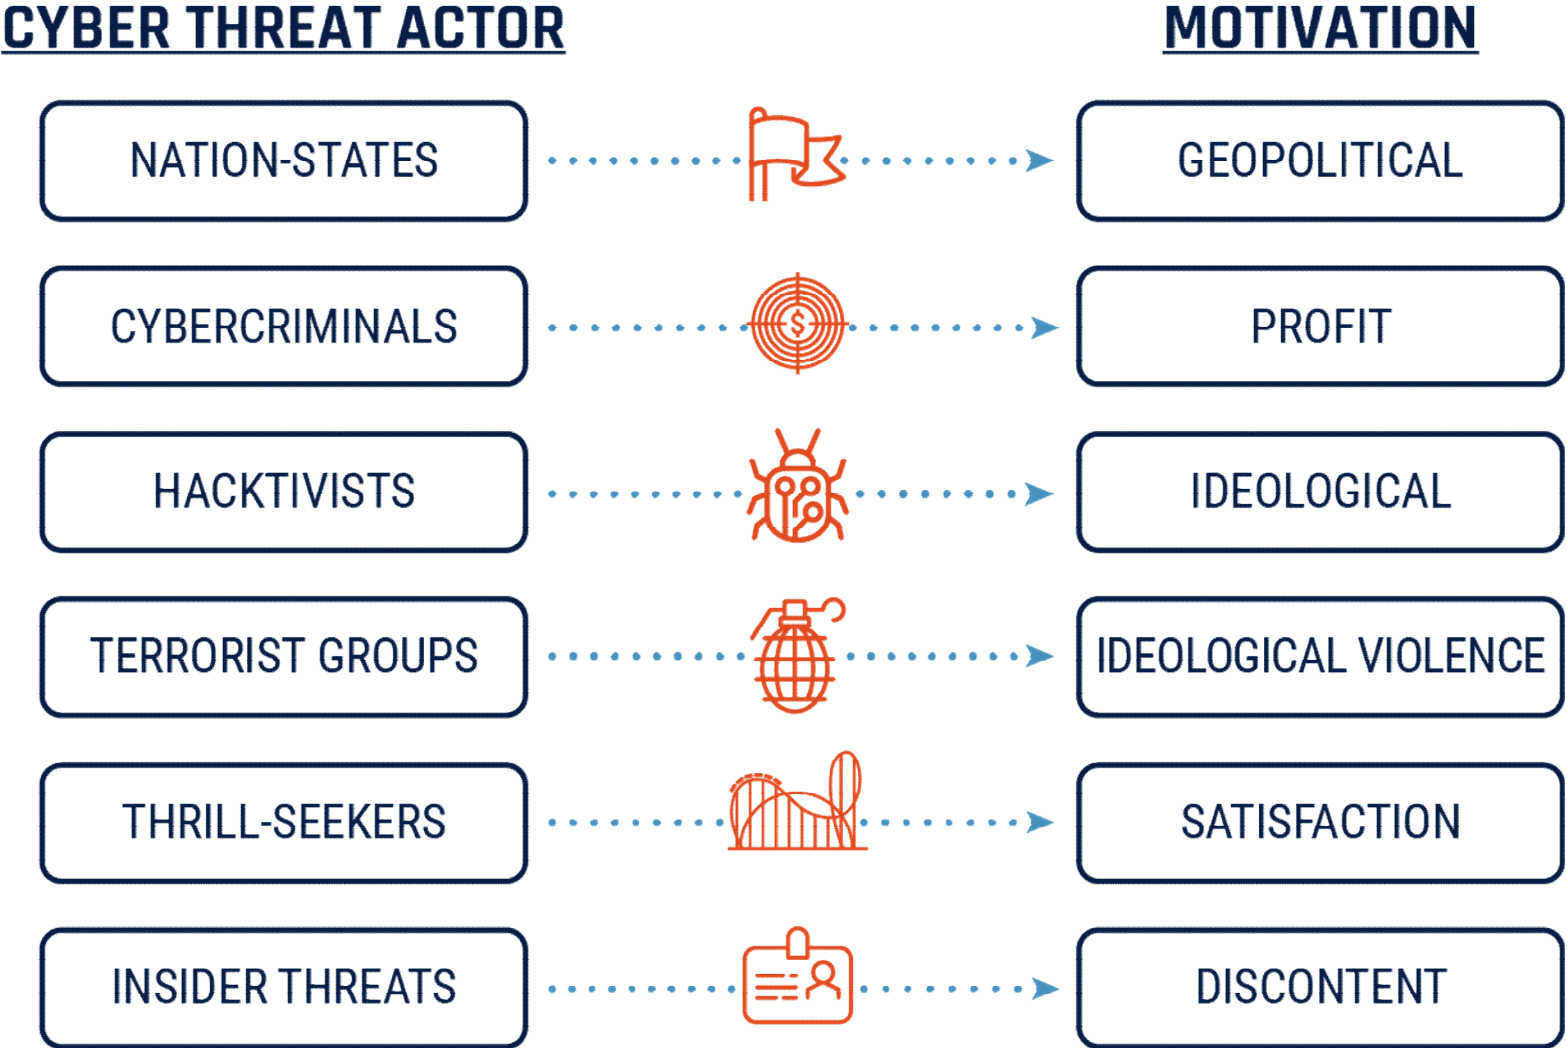 CYBER THREAT ACTOR MOTIVATION
NATION-STATES GEOPOLITICAL
CYBERCRIMINALS $ PROFIT
HACKTIVISTS IDEOLOGICAL
TERRORIST GROUPS IDEOLOGICAL VIOLENCE
THRILL-SEEKERS SATISFACTION
INSIDER THREATS DISCONTENT